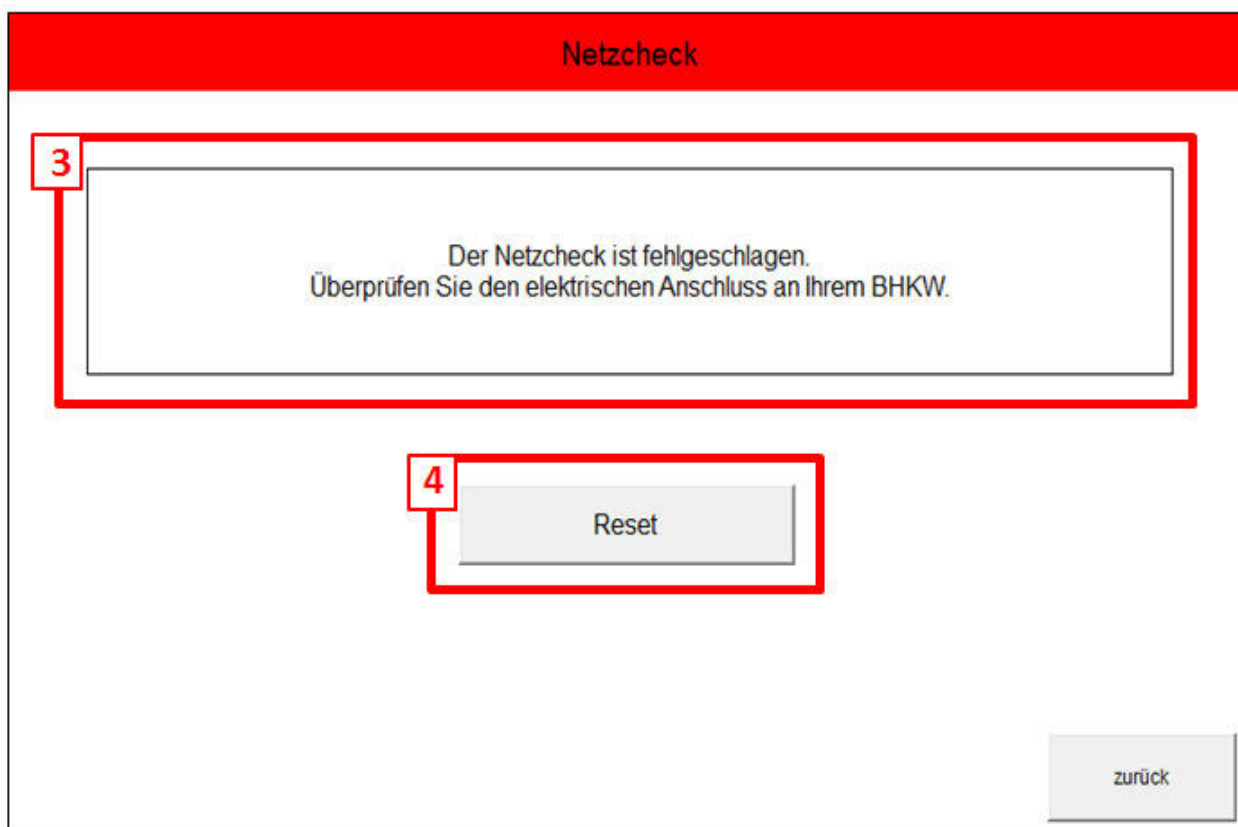 Netzcheck
3
Der Netzcheck ist fehlgeschlagen.
Überprüfen Sie den elektrischen Anschluss an Ihrem BHKW.
4
Reset
zurück